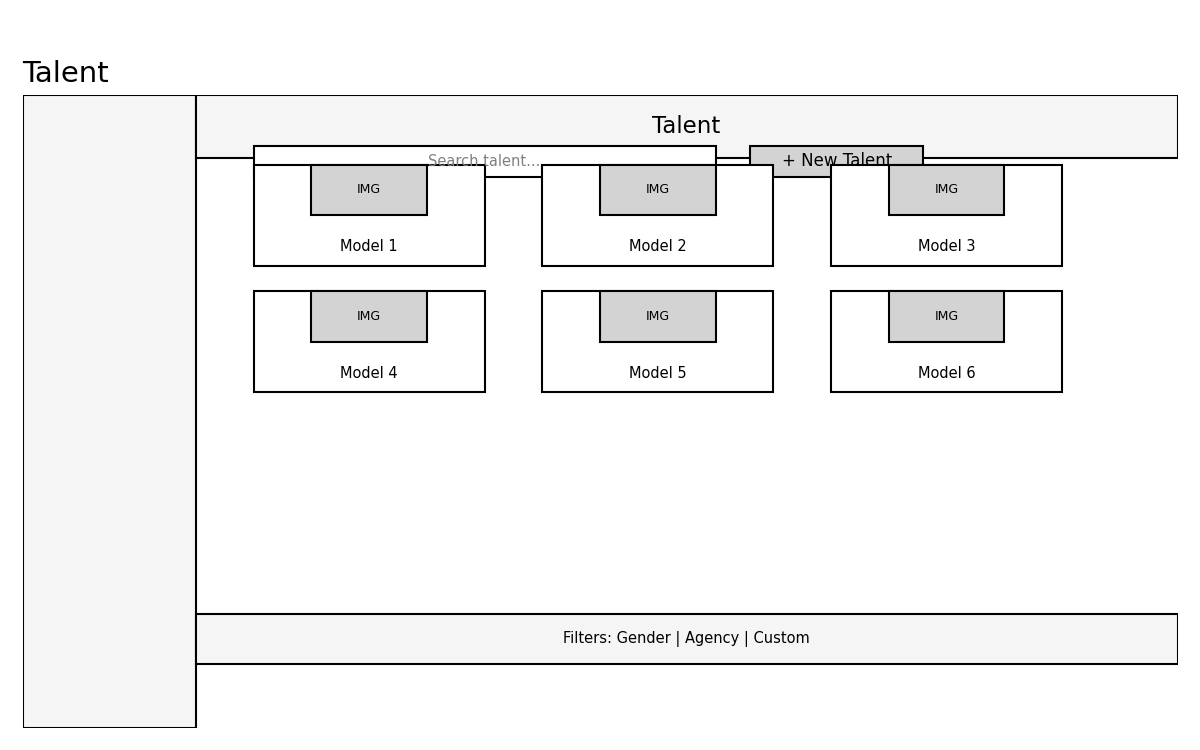 Talent
Talent
Search talent...
+ New Talent
IMG
IMG
IMG
Model 1
Model 2
Model 3
IMG
IMG
IMG
Model 4
Model 5
Model 6
Filters: Gender | Agency | Custom